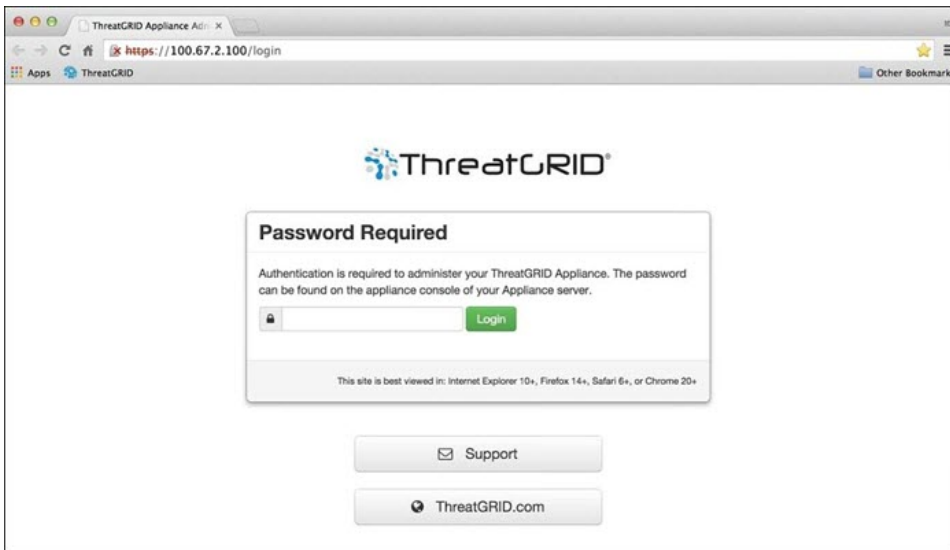 ThreatGRID Appliance Adn
https://100.67.2.100/login
Apps ThreatGRID Other Bookmark
ThreatGRID®
Password Required
Authentication is required to administer your ThreatGRID Appliance. The password
can be found on the appliance console of your Appliance server.
Login
This site is best viewed in: Internet Explorer 10+, Firefox 14+, Safari 6+, or Chrome 20+
Support
ThreatGRID.com